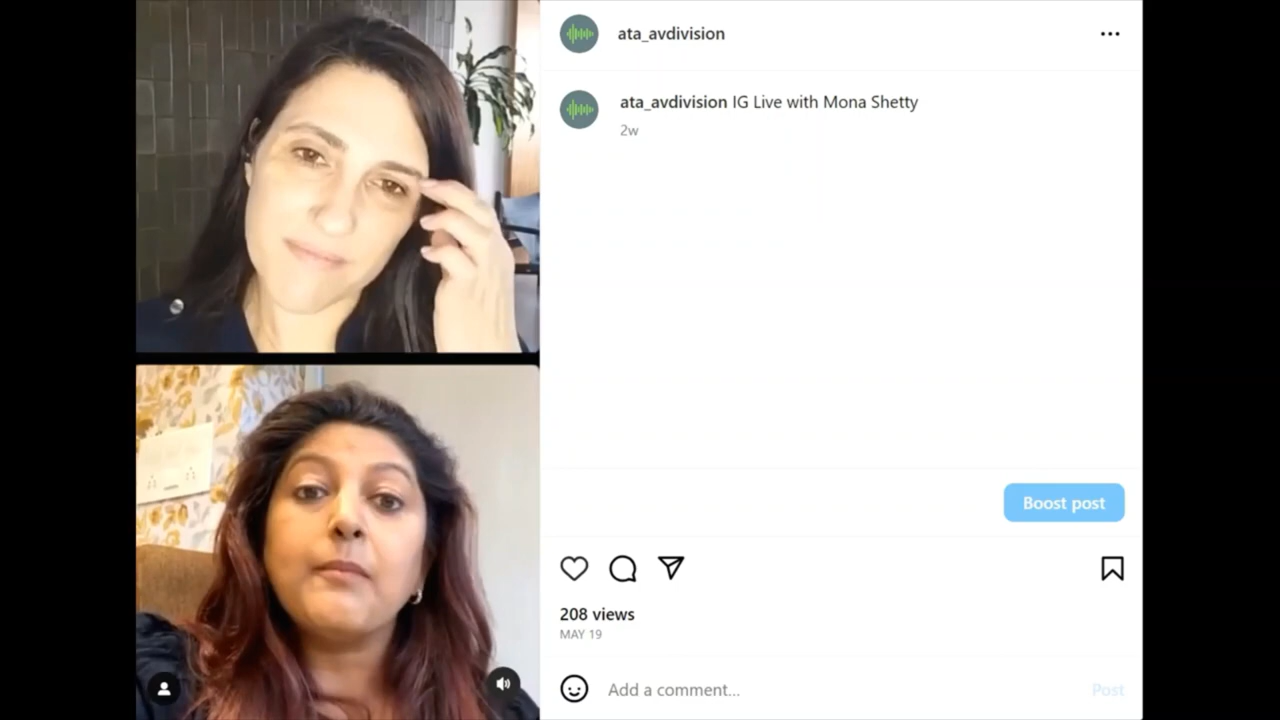 ata_avdivision
ata_avdivision IG Live with Mona Shetty
2w
Boost post
208 views
MAY 19
Add a comment...
Post